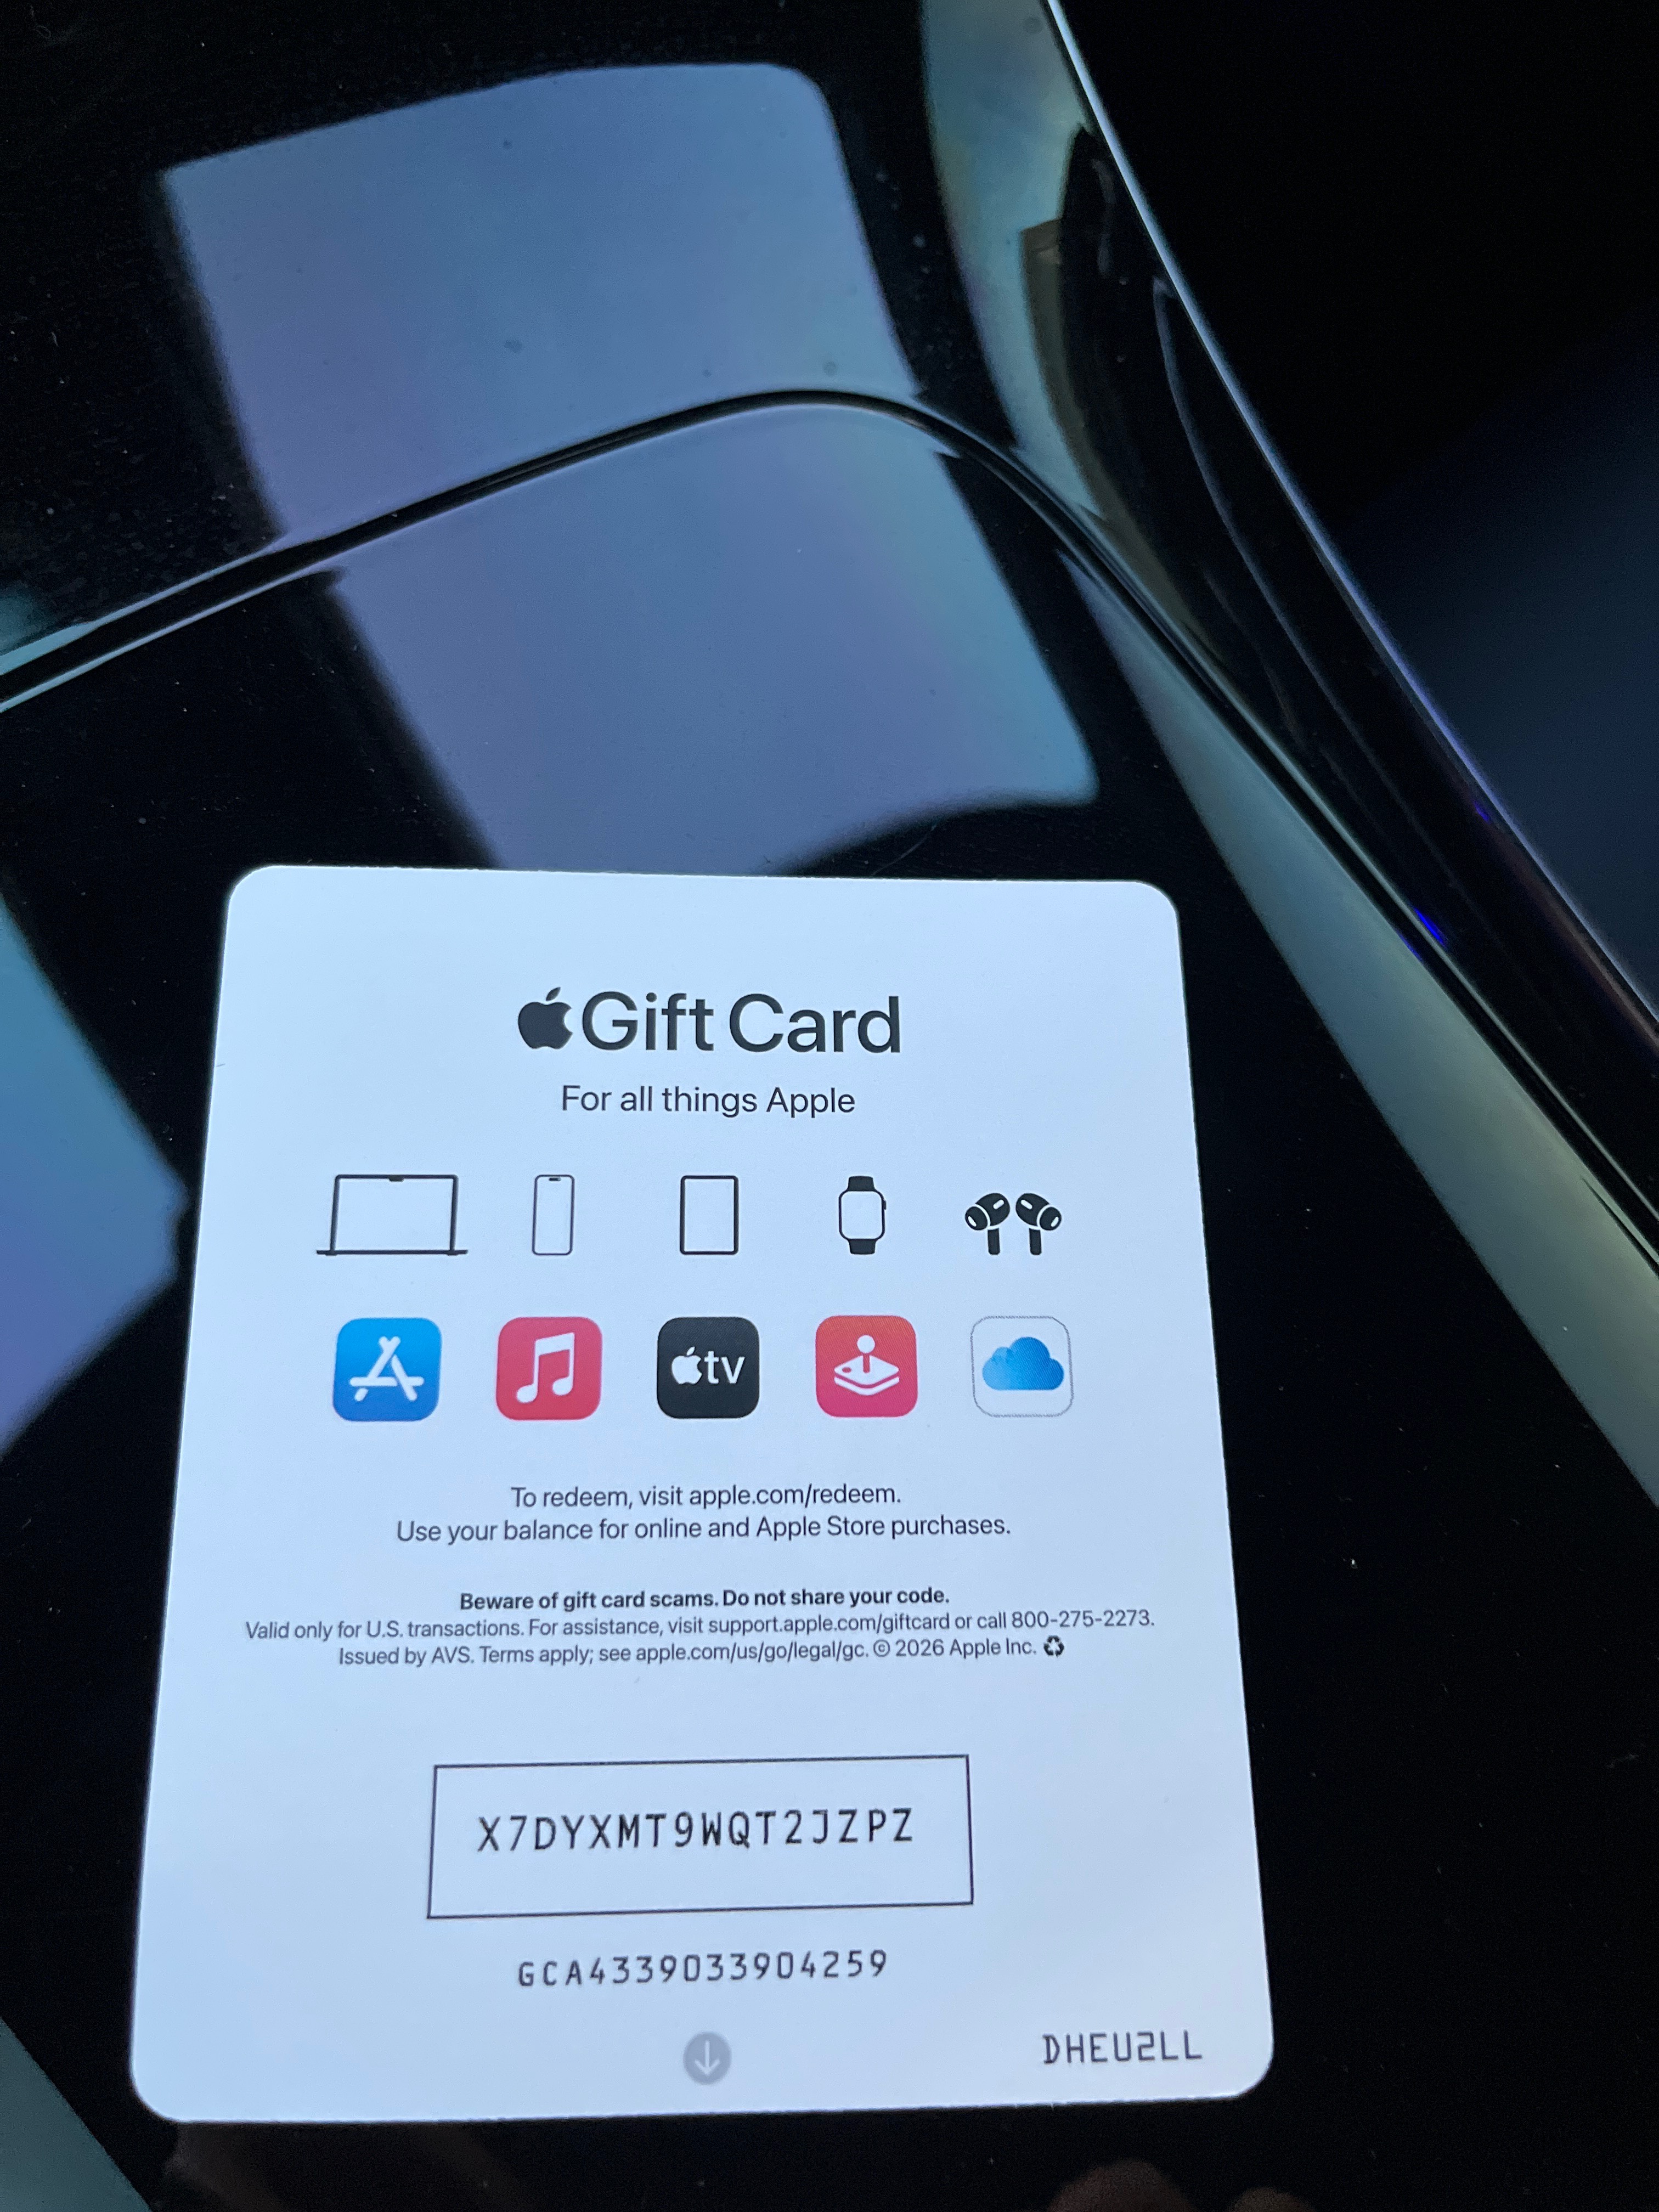 Gift Card
For all things Apple
tv
To redeem, visit apple.com/redeem.
Use your balance for online and Apple Store purchases.
Beware of gift card scams. Do not share your code.
Valid only for U.S. transactions. For assistance, visit support.apple.com/giftcard or call 800-275-2273.
Issued by AVS. Terms apply; see apple.com/us/go/legal/gc. © 2026 Apple Inc.
X7DYXMT9WQT2JZPZ
GCA4339033904259
DHEU2LL